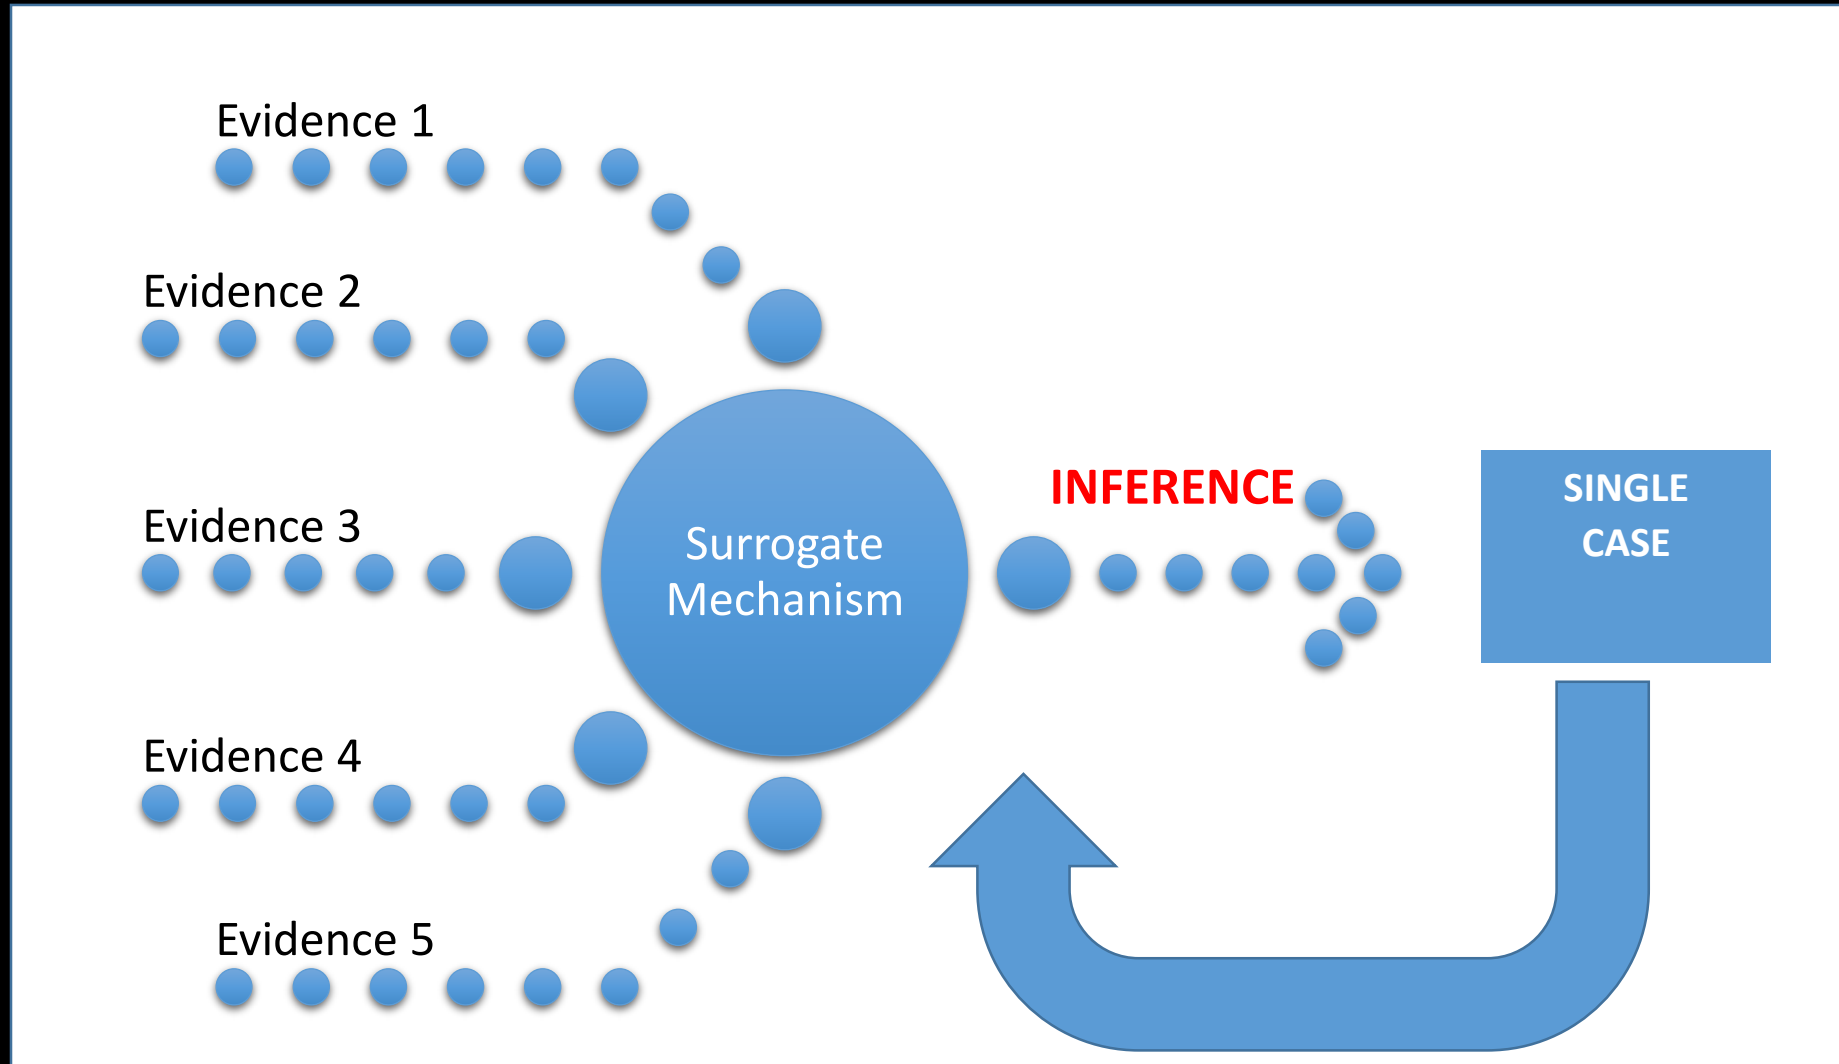 Evidence 1
Evidence 2
Evidence 3
Evidence 4
Evidence 5
Surrogate
Mechanism
INFERENCE
SINGLE
CASE